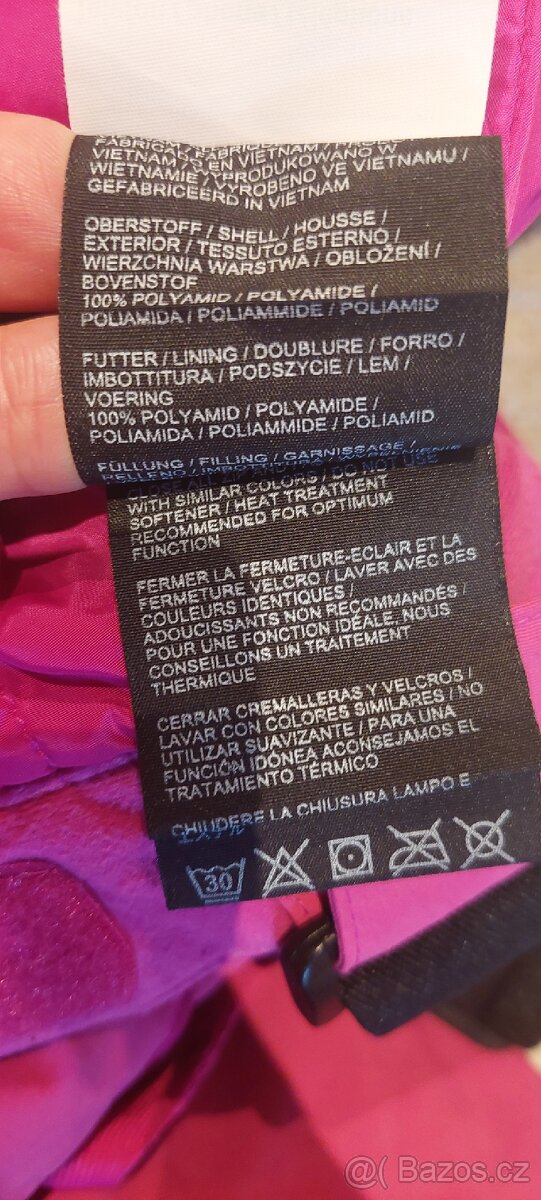 VIETNAM / VYPRODUKOWANO W
WIETNAMIE / VYROBENO VE VIETNAMU /
GEFABRICEERD IN VIETNAM
OBERSTOFF / SHELL / HOUSSE /
EXTERIOR / TESSUTO ESTERNO /
WIERZCHNIA WARSTWA / OBLOŽENÍ /
BOVENSTOF
100% POLYAMID / POLYAMIDE /
POLIAMIDA / POLIAMMIDE / POLIAMID
FUTTER / LINING / DOUBLURE / FORRO /
IMBOTTITURA / PODSZYCIE / LEM /
VOERING
100% POLYAMID / POLYAMIDE /
POLIAMIDA / POLIAMMIDE / POLIAMID
FÜLLUNG / FILLING / GARNISSAGE /
DO NOT USE
WITH SIMILAR COLORS /
SOFTENER / HEAT TREATMENT
RECOMMENDED FOR OPTIMUM
FUNCTION
FERMER LA FERMETURE-ECLAIR ET LA
FERMETURE VELCRO / LAVER AVEC DES
COULEURS IDENTIQUES /
ADOUCISSANTS NON RECOMMANDÉS /
POUR UNE FONCTION IDÉALE, NOUS
CONSEILLONS UN TRAITEMENT
THERMIQUE
CERRAR CREMALLERAS Y VELCROS /
LAVAR CON COLORES SIMILARES / NO
UTILIZAR SUAVIZANTE / PARA UNA
FUNCIÓN IDÓNEA ACONSEJAMOS EL
TRATAMIENTO TÉRMICO
CHIUDERE LA CHIUSURA LAMPO E
30
Bazos.cz